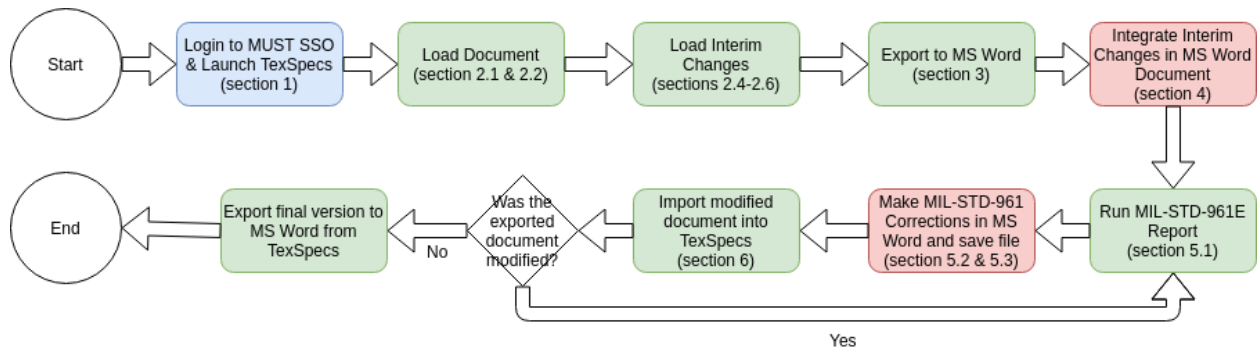 Start
Login to MUST SSO
& Launch TexSpecs
(section 1)
Load Document
(section 2.1 & 2.2)
Load Interim
Changes
(sections 2.4-2.6)
Export to MS Word
(section 3)
Integrate Interim
Changes in MS Word
Document
(section 4)
Run MIL-STD-961E
Report
(section 5.1)
Make MIL-STD-961
Corrections in MS
Word and save file
(section 5.2 & 5.3)
Import modified
document into
TexSpecs
(section 6)
Was the
exported
document
modified?
No
Export final version to
MS Word from
TexSpecs
End
Yes